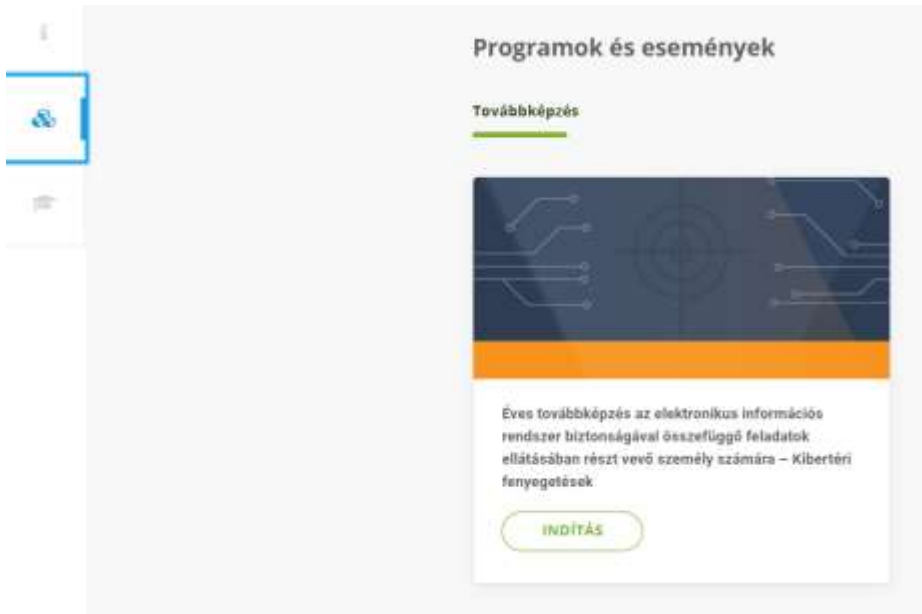 Programok és események
Továbbképzés
Éves továbbképzés az elektronikus információs
rendszer biztonságával összefüggő feladatok
ellátásában részt vevő személy számára – Kibertéri
fenyegetések
INDÍTÁS